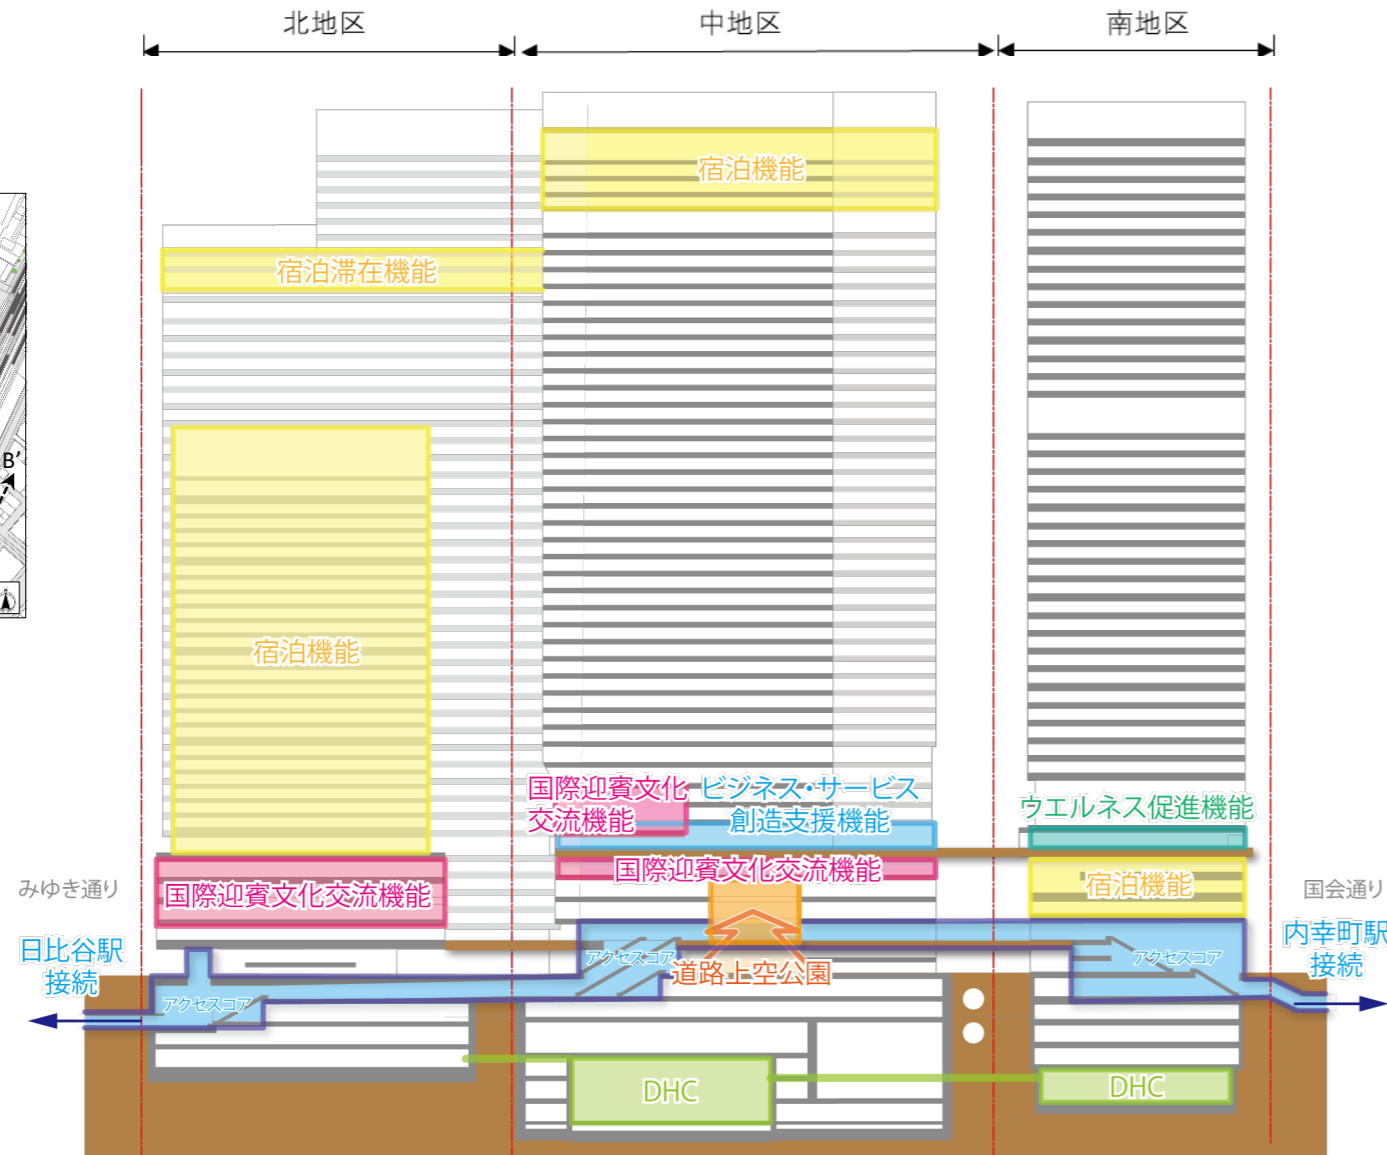 北地区
中地区
南地区
宿泊機能
宿泊滞在機能
B’
宿泊機能
国際迎賓文化
交流機能
ビジネス・サービス
創造支援機能
ウエルネス促進機能
国際迎賓文化交流機能
みゆき通り
国際迎賓文化交流機能
宿泊機能
国会通り
日比谷駅
接続
アクセスコア
アクセスコア
道路上空公園
アクセスコア
内幸町駅
接続
DHC
DHC